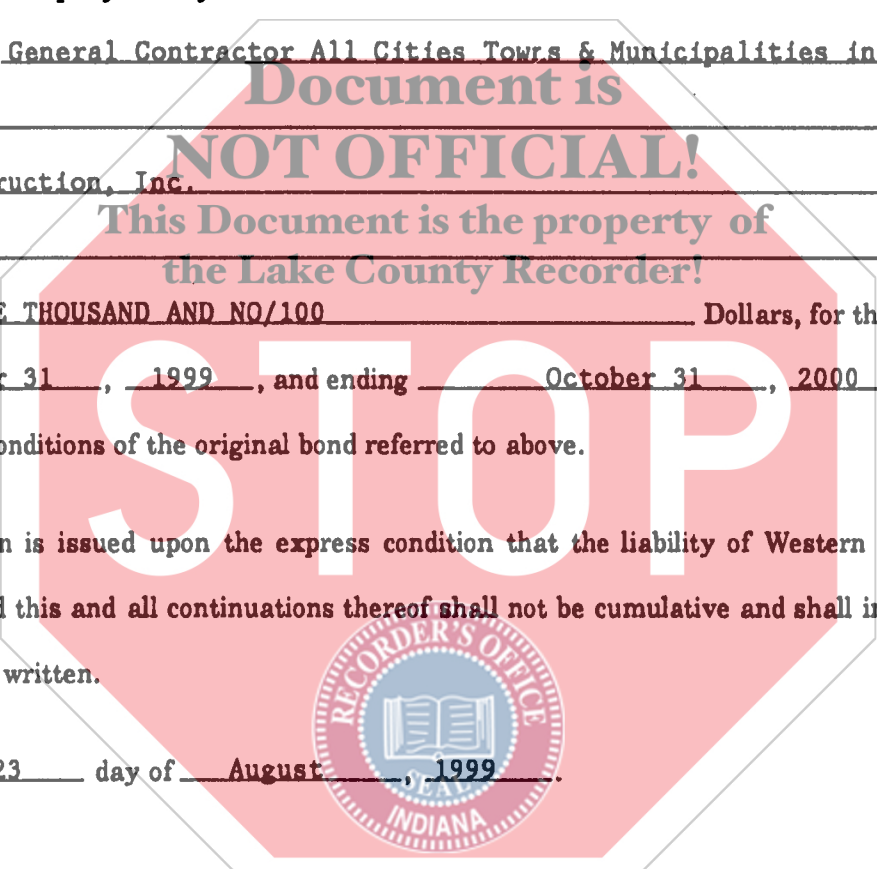 General Contractor All Cities Towns & Municipalities in
Document is
NOT OFFICIAL!
ruction, Inc.
This Document is the property of
the Lake County Recorder!
THOUSAND AND NO/100 Dollars, for th
r 31, 1999, and ending October 31, 2000
STOP
onditions of the original bond referred to above.
n is issued upon the express condition that the liability of Western
d this and all continuations thereof shall not be cumulative and shall in
written.
23 day of August, 1999.
RECORDER'S OFFICE
SEAL
INDIANA